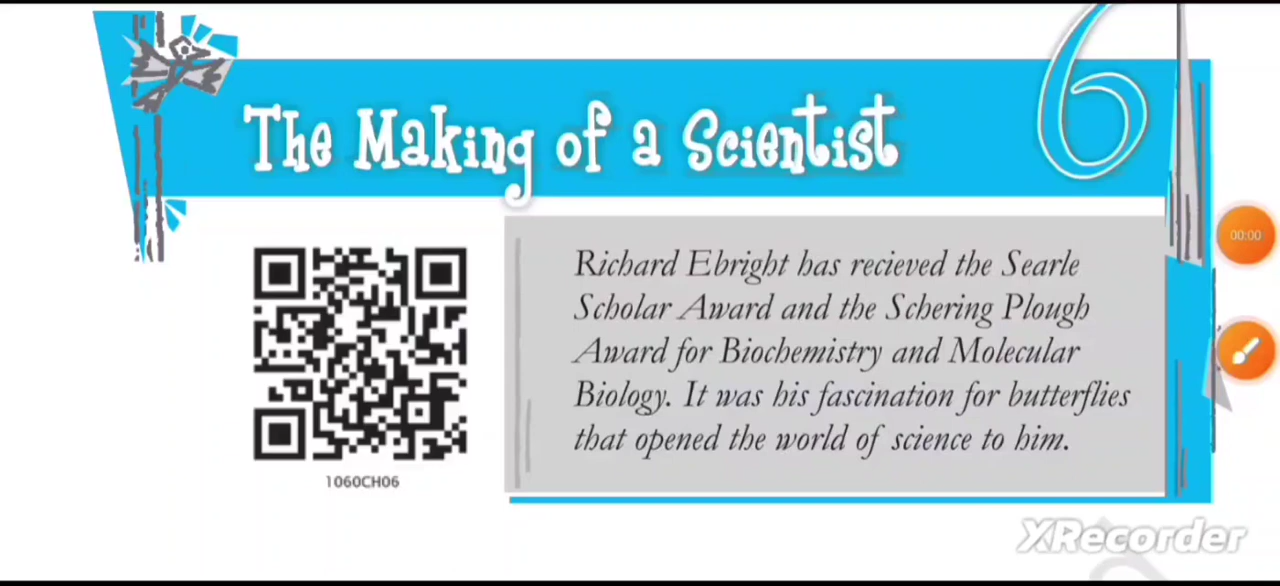 The Making of a Scientist
6
Richard Ebright has recieved the Searle
Scholar Award and the Schering Plough
Award for Biochemistry and Molecular
Biology. It was his fascination for butterflies
that opened the world of science to him.
1060CH06
00:00
XRecorder